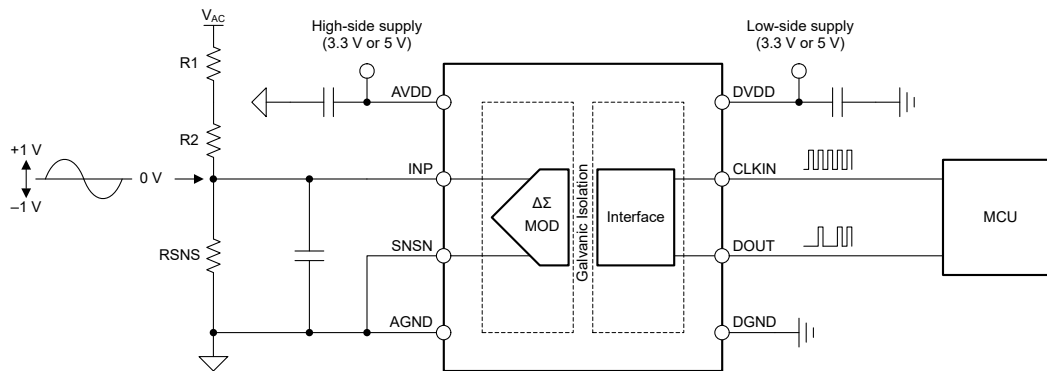 V_AC
High-side supply
(3.3 V or 5 V)
Low-side supply
(3.3 V or 5 V)
R1
AVDD
DVDD
R2
+1 V
0 V
–1 V
INP
CLKIN
ΔΣ
MOD
Galvanic Isolation
Interface
MCU
RSNS
SNSN
DOUT
AGND
DGND